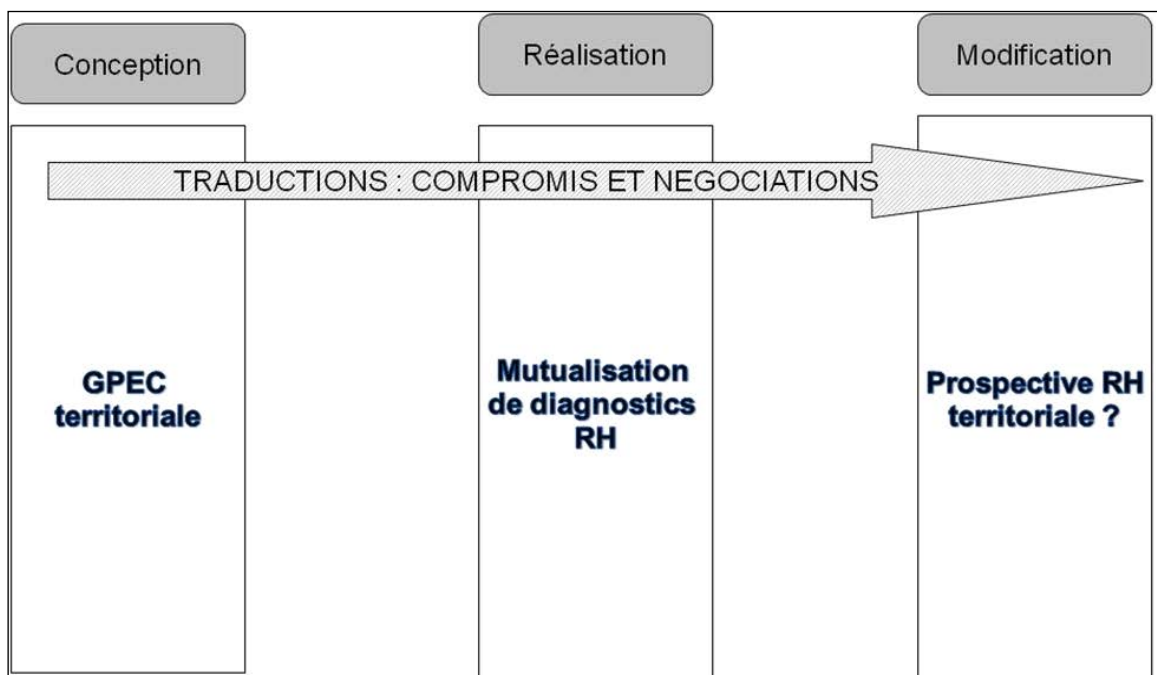 Conception
Réalisation
Modification
TRADUCTIONS : COMPROMIS ET NEGOCIATIONS
GPEC
territoriale
Mutualisation
de diagnostics
RH
Prospective RH
territoriale ?